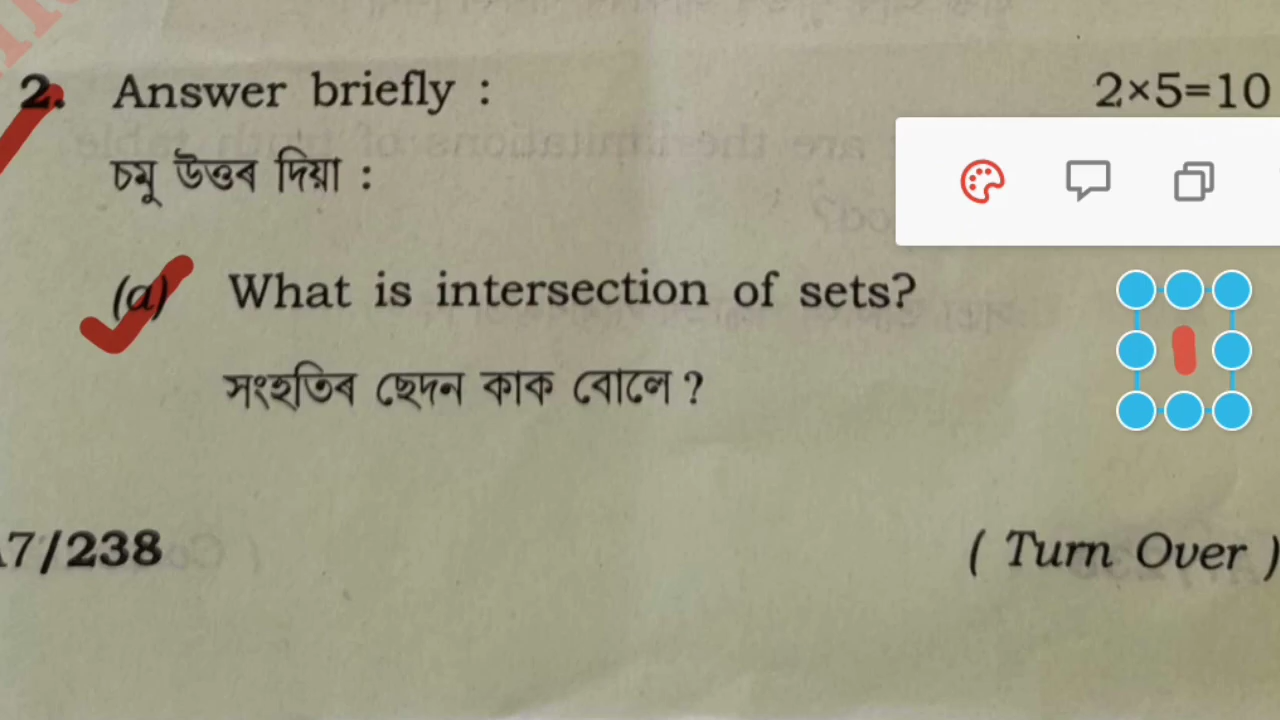 2. Answer briefly : 2×5=10
চমু উত্তৰ দিয়া :
(a) What is intersection of sets?
সংহতিৰ ছেদন কাক বোলে ?
7/238 ( Turn Over )